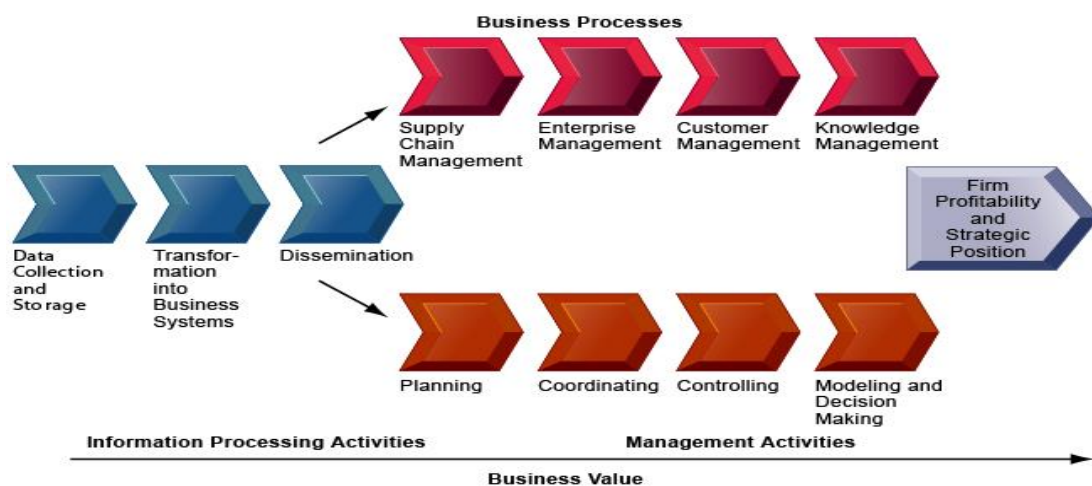 Business Processes
Supply
Chain
Management
Enterprise
Management
Customer
Management
Knowledge
Management
Data
Collection
and
Storage
Transfor-
mation
into
Business
Systems
Dissemination
Firm
Profitability
and
Strategic
Position
Planning
Coordinating
Controlling
Modeling and
Decision
Making
Information Processing Activities
Management Activities
Business Value